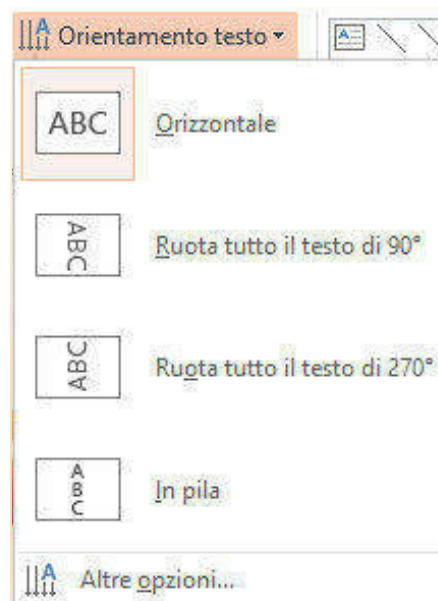 Orientamento testo
ABC
Orizzontale
ABC
Ruota tutto il testo di 90°
ABC
Ruota tutto il testo di 270°
A
B
C
In pila
Altre opzioni...